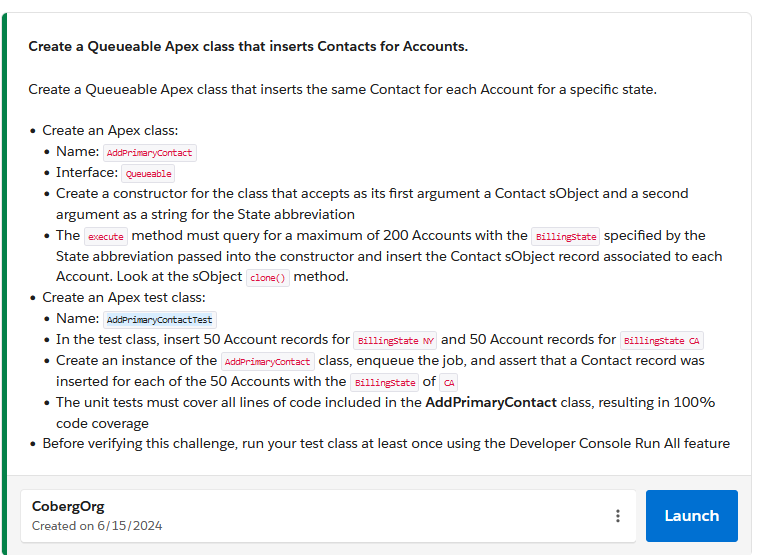 Create a Queueable Apex class that inserts Contacts for Accounts.
Create a Queueable Apex class that inserts the same Contact for each Account for a specific state.
• Create an Apex class:
• Name: AddPrimaryContact
• Interface: Queueable
• Create a constructor for the class that accepts as its first argument a Contact sObject and a second
argument as a string for the State abbreviation
• The execute method must query for a maximum of 200 Accounts with the BillingState specified by the
State abbreviation passed into the constructor and insert the Contact sObject record associated to each
Account. Look at the sObject clone() method.
• Create an Apex test class:
• Name: AddPrimaryContactTest
• In the test class, insert 50 Account records for BillingState NY and 50 Account records for BillingState CA
• Create an instance of the AddPrimaryContact class, enqueue the job, and assert that a Contact record was
inserted for each of the 50 Accounts with the BillingState of CA
• The unit tests must cover all lines of code included in the AddPrimaryContact class, resulting in 100%
code coverage
• Before verifying this challenge, run your test class at least once using the Developer Console Run All feature
CobergOrg
Created on 6/15/2024
Launch